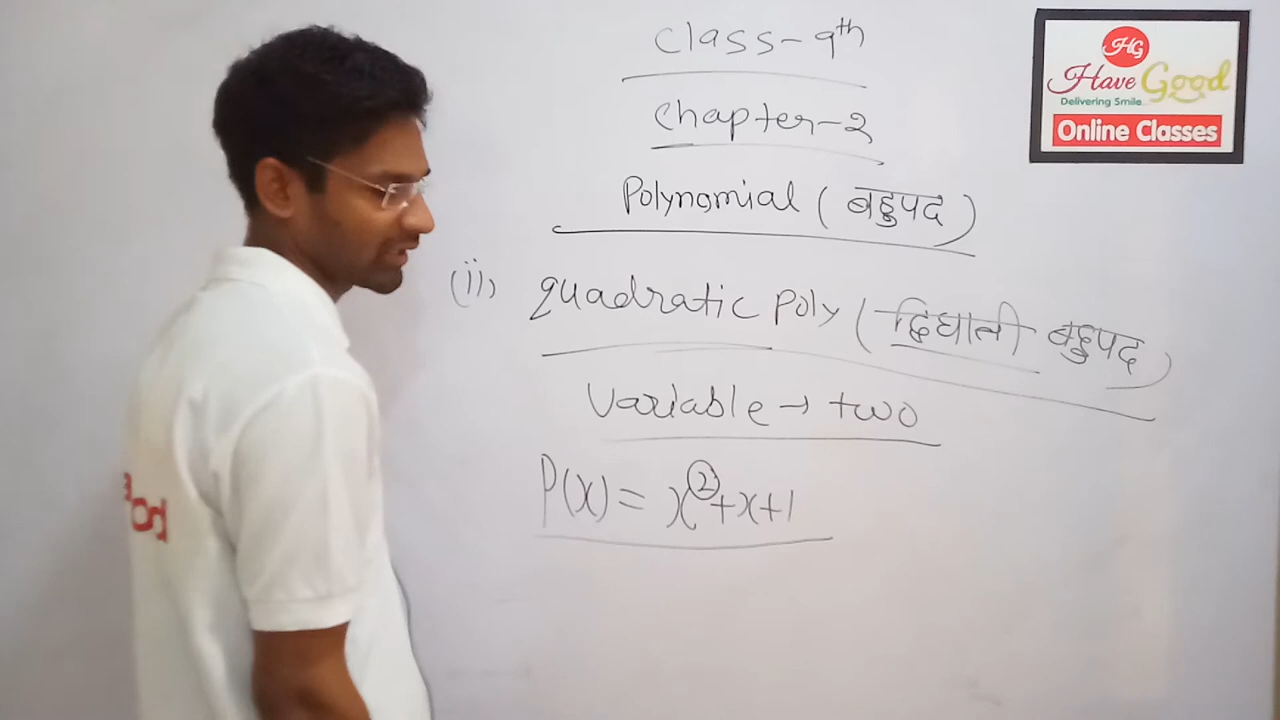 Class-9th
Chapter-2
Polynomial (बहुपद)
(ii) quadratic poly (द्विघाती बहुपद)
Variable → two
P(x) = x²+x+1
HG
Have Good
Delivering Smile...
Online Classes